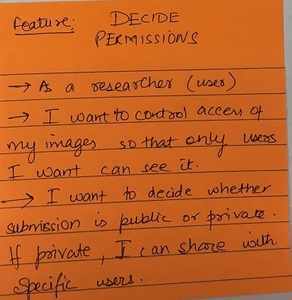 Feature: DECIDE
PERMISSIONS
→ As a researcher (user)
→ I want to control access of
my images so that only users
I want can see it.
→ I want to decide whether
submission is public or private.
If private, I can share with
specific users.